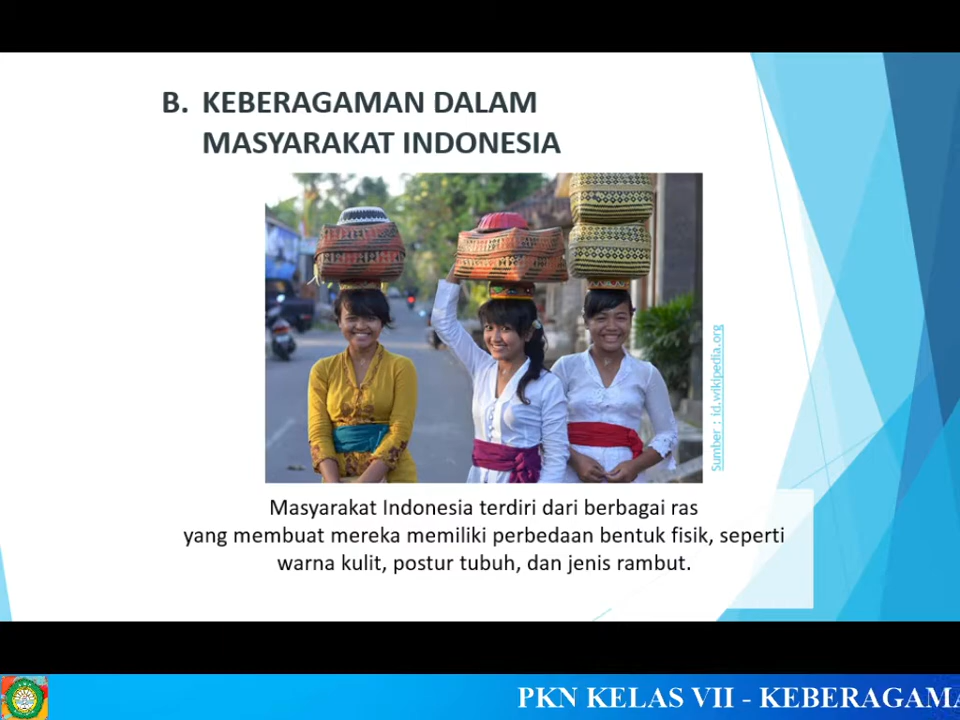 B. KEBERAGAMAN DALAM
MASYARAKAT INDONESIA
Sumber : id.wikipedia.org
Masyarakat Indonesia terdiri dari berbagai ras
yang membuat mereka memiliki perbedaan bentuk fisik, seperti
warna kulit, postur tubuh, dan jenis rambut.
PKN KELAS VII - KEBERAGAMA